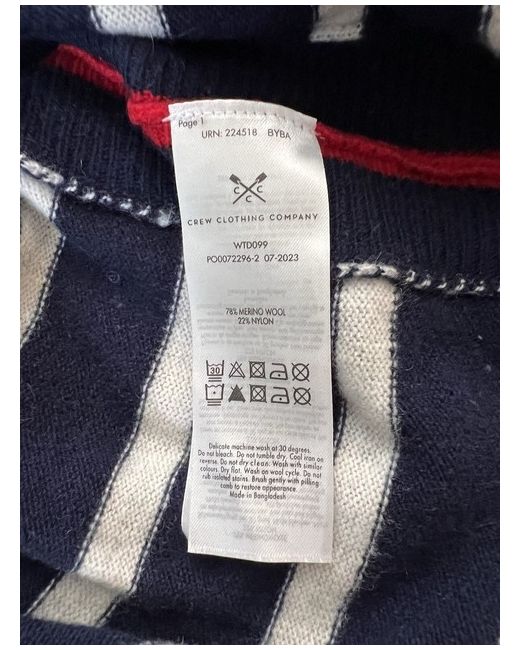 Page 1
URN: 224518 BYBA
C C
C
CREW CLOTHING COMPANY
WTD099
PO0072296-2 07-2023
78% MERINO WOOL
22% NYLON
30
Delicate machine wash at 30 degrees.
Do not bleach. Do not tumble dry. Cool iron on
reverse. Do not dry clean. Wash with similar
colours. Dry flat. Wash on wool cycle. Do not
rub isolated stains. Brush gently with pilling
comb to restore appearance.
Made in Bangladesh